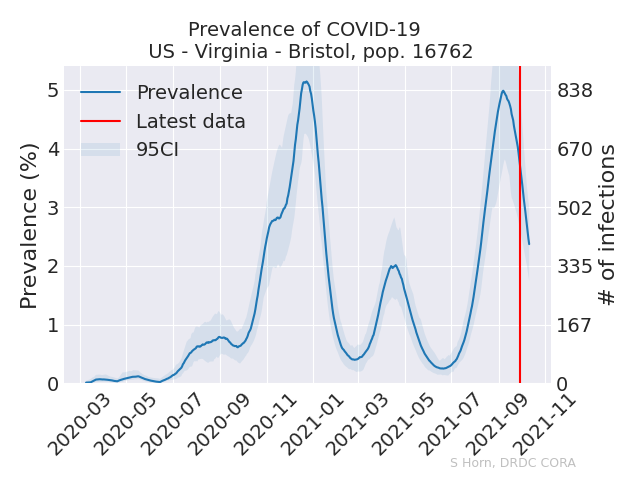 Prevalence of COVID-19
US - Virginia - Bristol, pop. 16762
Prevalence
Latest data
95CI
Prevalence (%)
5
4
3
2
1
0
838
670
502
335
167
0
# of infections
2020-03
2020-05
2020-07
2020-09
2020-11
2021-01
2021-03
2021-05
2021-07
2021-09
2021-11
S Horn, DRDC CORA